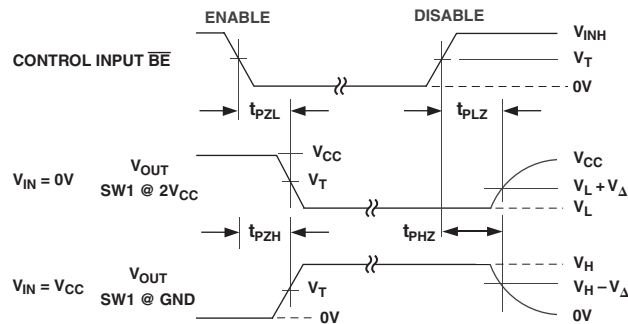 ENABLE DISABLE
CONTROL INPUT BE
V_INH
V_T
0V
t_PZL t_PLZ
V_IN = 0V V_OUT
SW1 @ 2V_CC
V_CC
V_T
V_CC
V_L + V_Δ
V_L
t_PZH t_PHZ
V_IN = V_CC V_OUT
SW1 @ GND
V_T
0V
V_H
V_H – V_Δ
0V